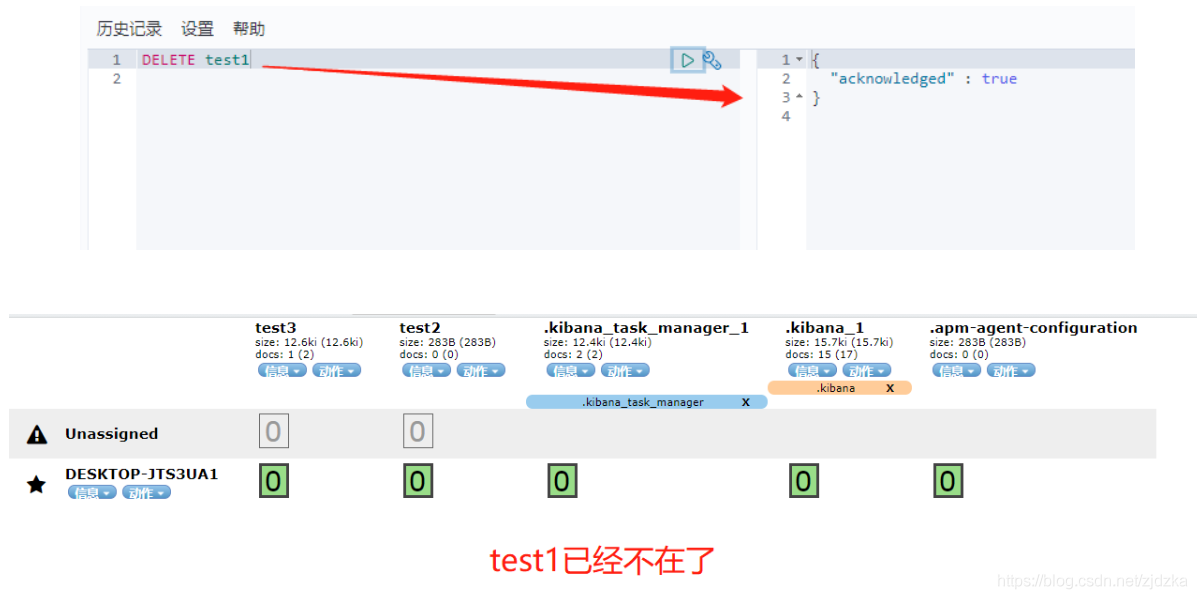 历史记录 设置 帮助
1 DELETE test1
2
1 {
2 "acknowledged" : true
3 }
4
test3 test2 .kibana_task_manager_1 .kibana_1 .apm-agent-configuration
size: 12.6ki (12.6ki) size: 283B (283B) size: 12.4ki (12.4ki) size: 15.7ki (15.7ki) size: 283B (283B)
docs: 1 (2) docs: 0 (0) docs: 2 (2) docs: 15 (17) docs: 0 (0)
信息 动作 信息 动作 信息 动作 信息 动作 信息 动作
.kibana X
.kibana_task_manager X
Unassigned 0 0
DESKTOP-JTS3UA1 0 0 0 0 0
信息 动作
test1已经不在了
https://blog.csdn.net/zjdzka